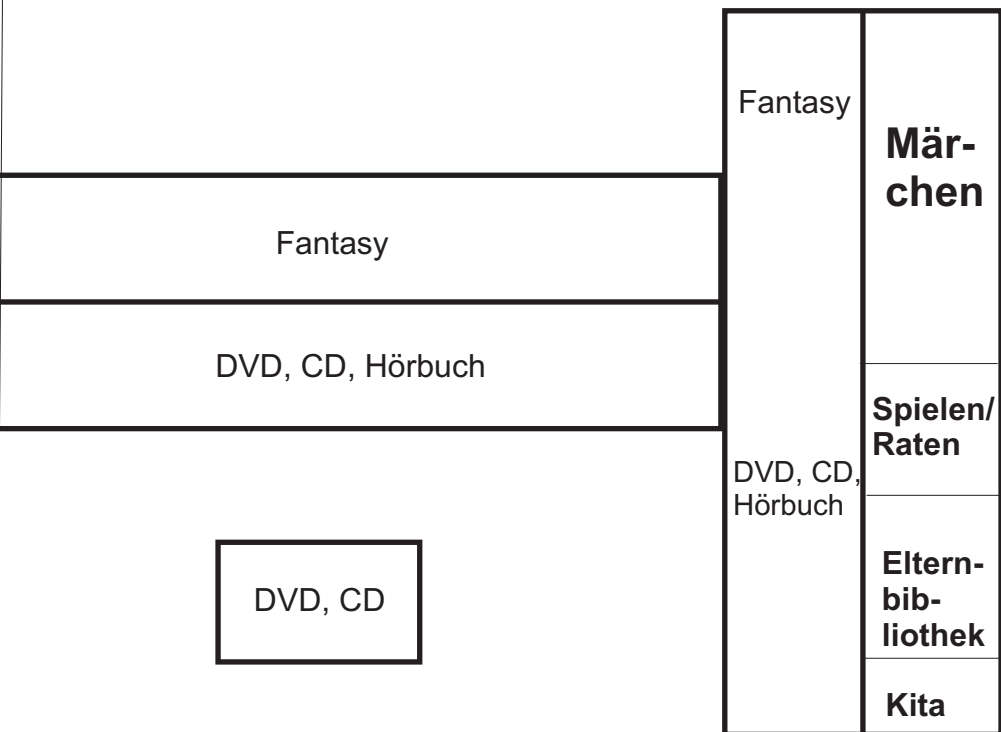 Fantasy
Mär-
chen
Fantasy
DVD, CD, Hörbuch
Spielen/
Raten
DVD, CD,
Hörbuch
Eltern-
bib-
liothek
DVD, CD
Kita